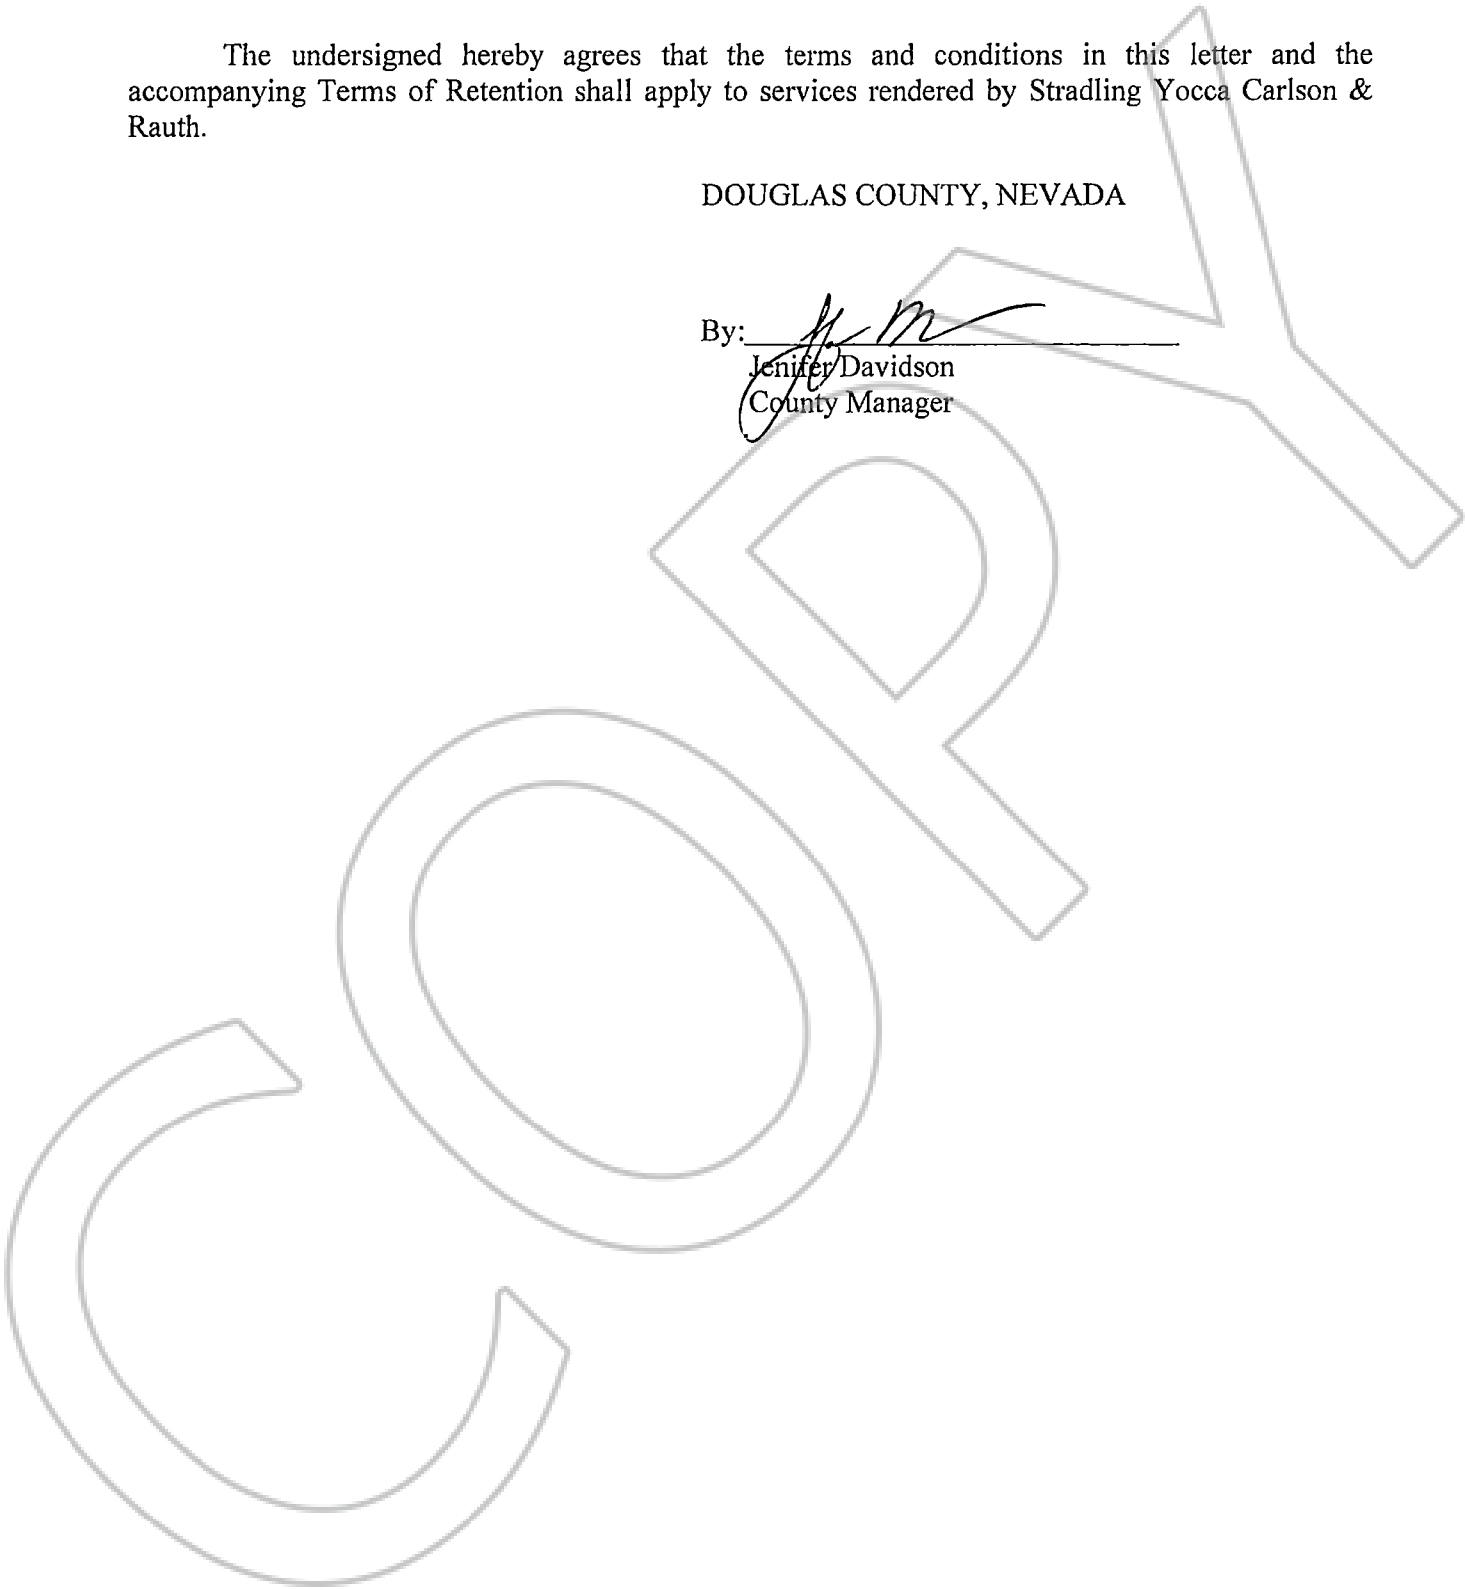 The undersigned hereby agrees that the terms and conditions in this letter and the
accompanying Terms of Retention shall apply to services rendered by Stradling Yocca Carlson &
Rauth.
DOUGLAS COUNTY, NEVADA
By:
Jenifer Davidson
County Manager
COPY